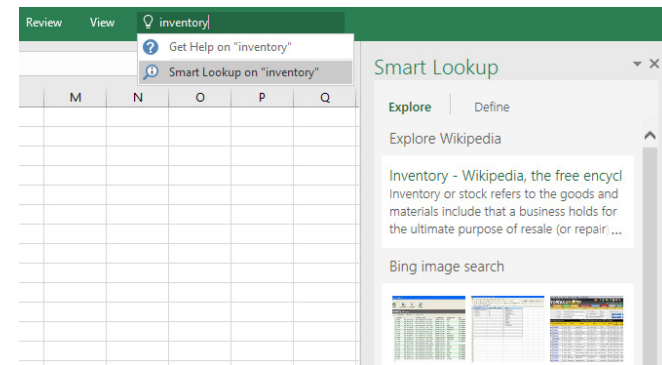 Review View inventory
Get Help on "inventory"
Smart Lookup on "inventory"
M N O P Q
Smart Lookup
Explore Define
Explore Wikipedia
Inventory - Wikipedia, the free encycl
Inventory or stock refers to the goods and
materials include that a business holds for
the ultimate purpose of resale (or repair) ...
Bing image search